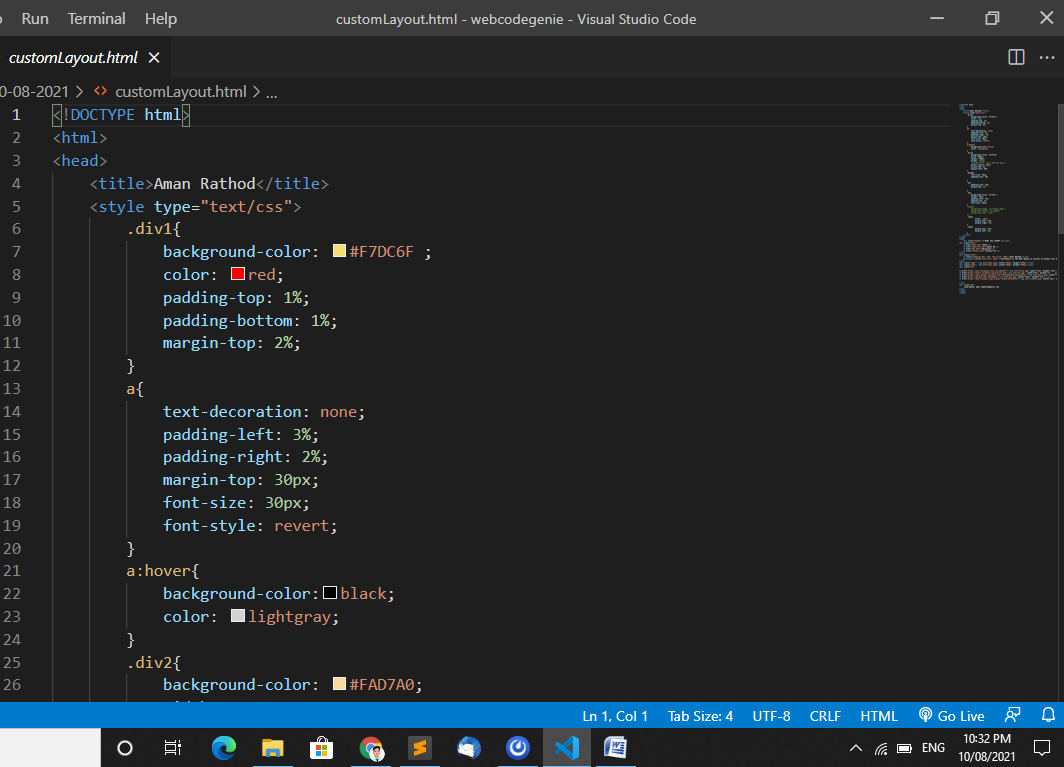 Run Terminal Help customLayout.html - webcodegenie - Visual Studio Code
customLayout.html
0-08-2021 > <> customLayout.html > ...
1 <!DOCTYPE html>
2 <html>
3 <head>
4 <title>Aman Rathod</title>
5 <style type="text/css">
6 .div1{
7 background-color: #F7DC6F ;
8 color: red;
9 padding-top: 1%;
10 padding-bottom: 1%;
11 margin-top: 2%;
12 }
13 a{
14 text-decoration: none;
15 padding-left: 3%;
16 padding-right: 2%;
17 margin-top: 30px;
18 font-size: 30px;
19 font-style: revert;
20 }
21 a:hover{
22 background-color: black;
23 color: lightgray;
24 }
25 .div2{
26 background-color: #FAD7A0;
Ln 1, Col 1 Tab Size: 4 UTF-8 CRLF HTML Go Live
ENG
10:32 PM
10/08/2021